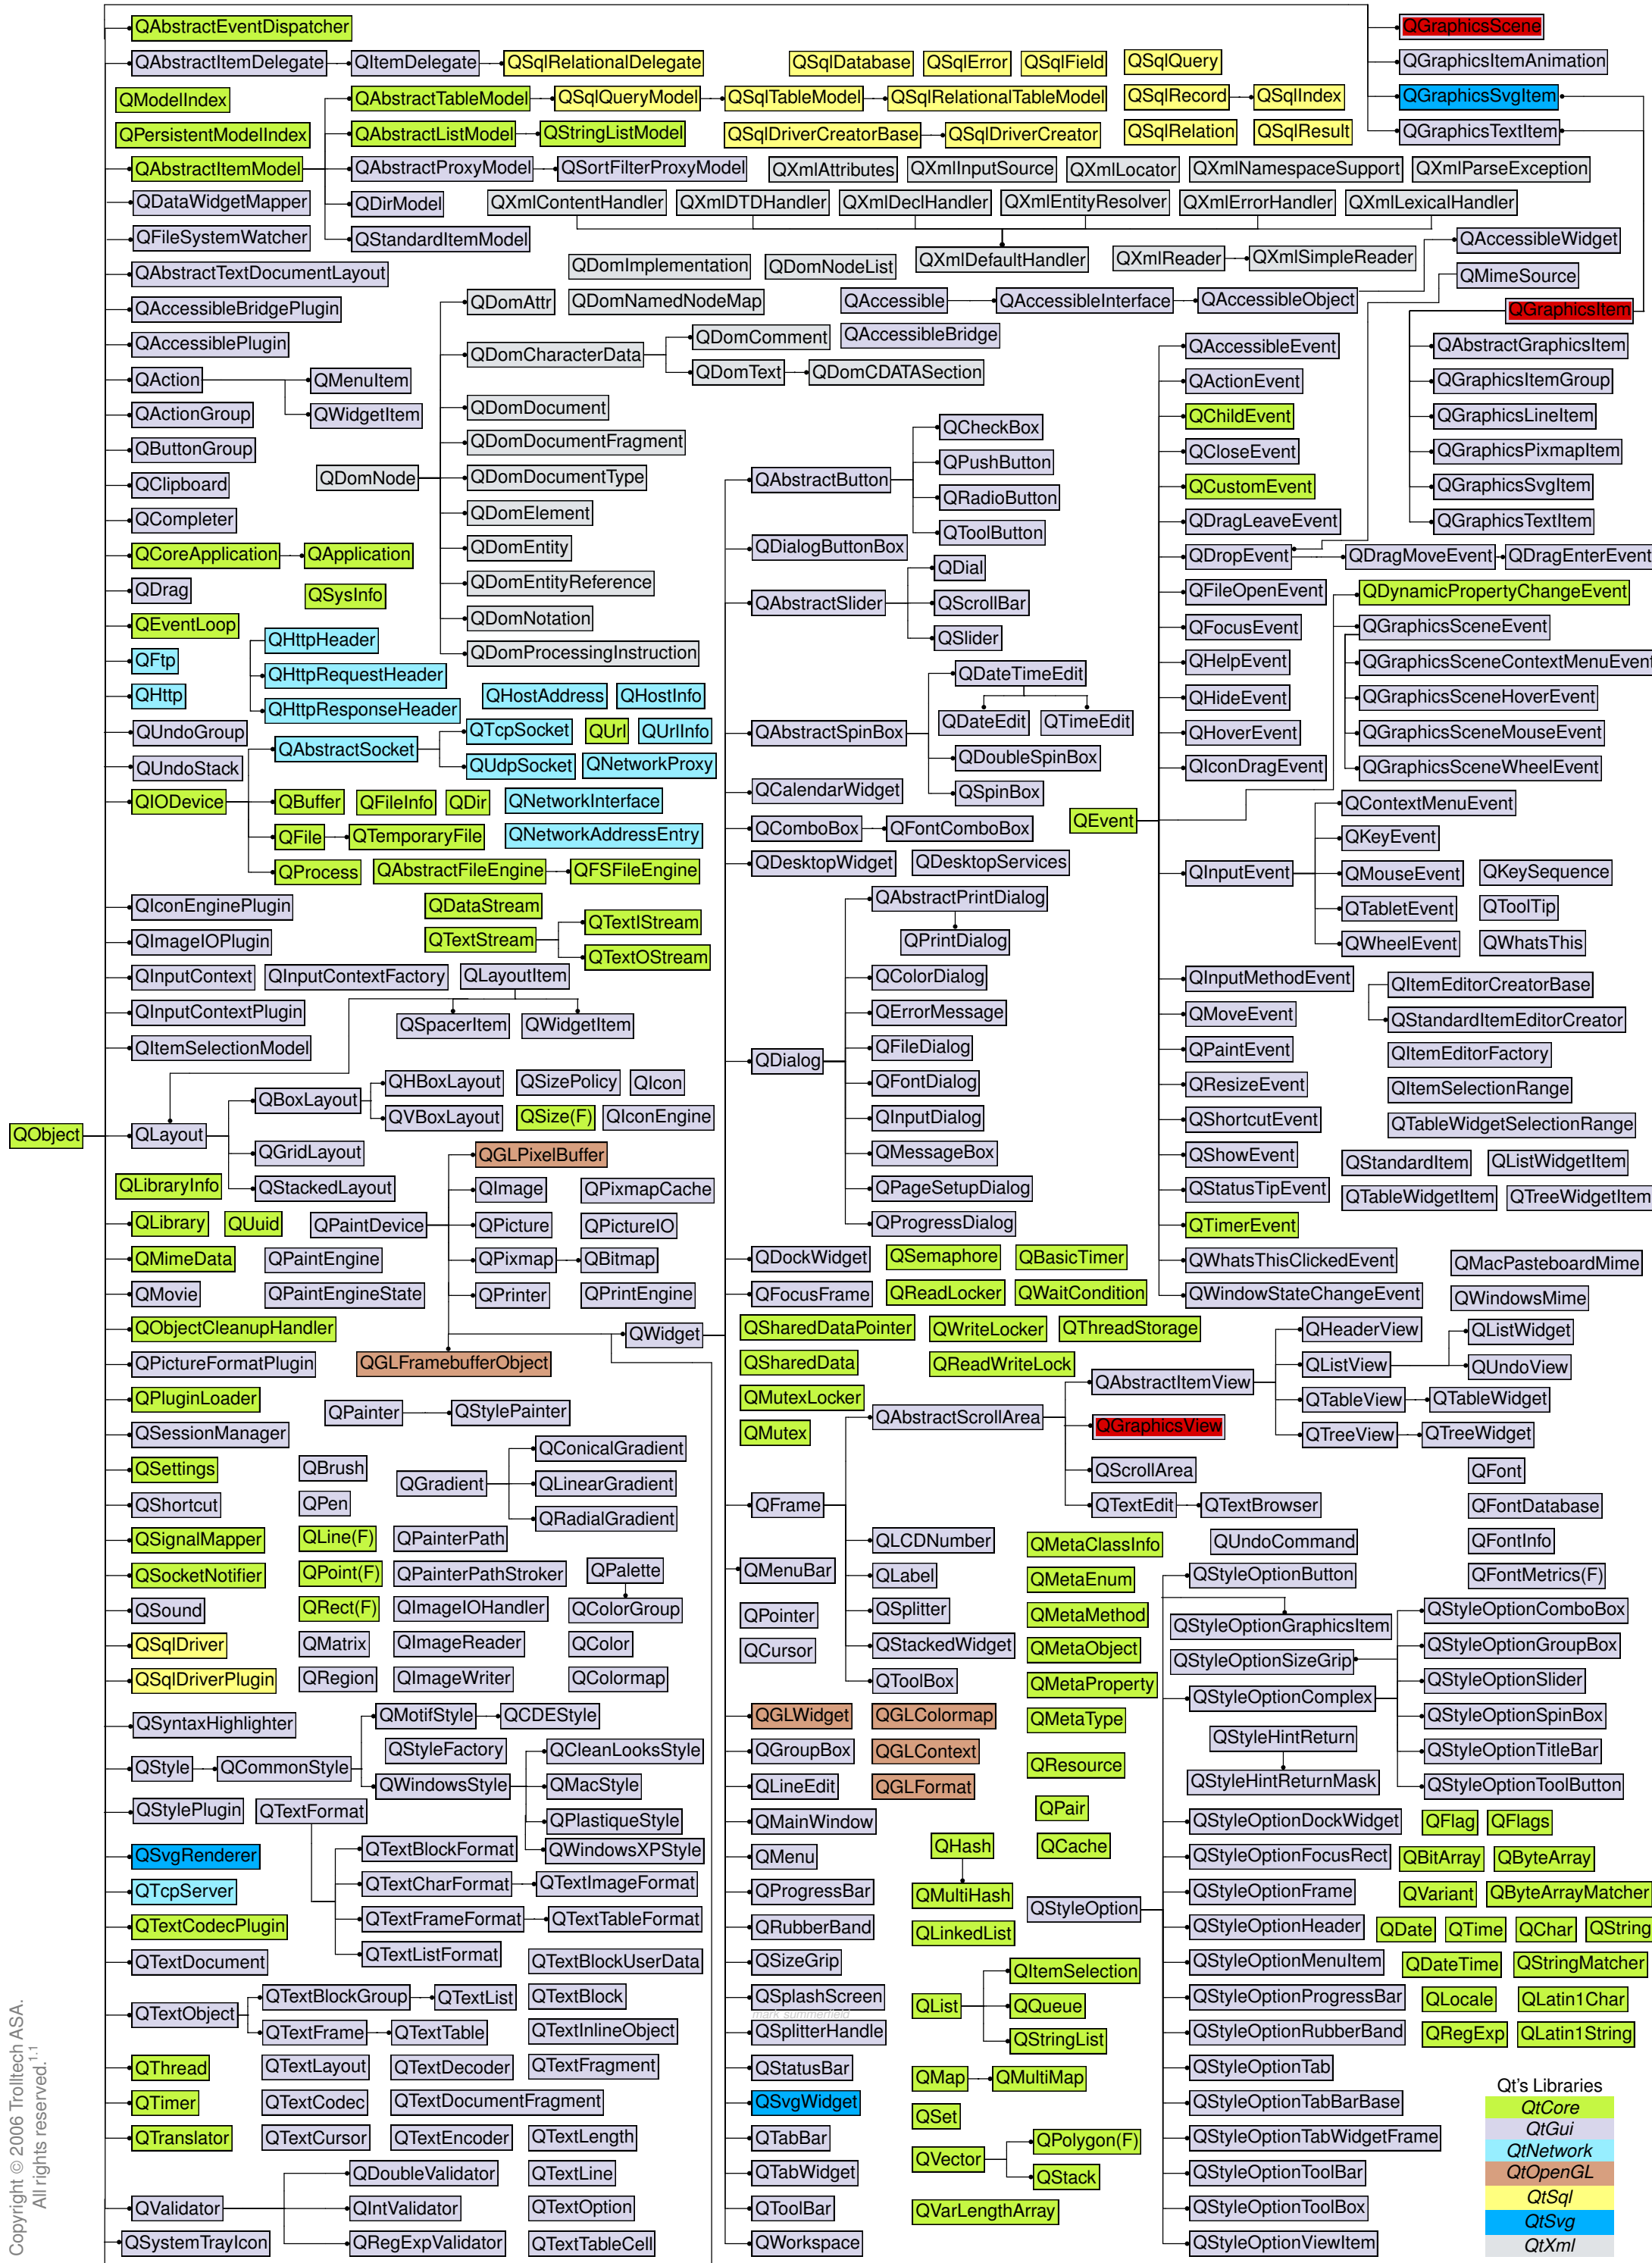 QAbstractEventDispatcher
QGraphicsScene
QAbstractItemDelegate
QItemDelegate
QSqlRelationalDelegate
QSqlDatabase
QSqlError
QSqlField
QSqlQuery
QGraphicsItemAnimation
QModelIndex
QAbstractTableModel
QSqlQueryModel
QSqlTableModel
QSqlRelationalTableModel
QSqlRecord
QSqlIndex
QGraphicsSvgItem
QPersistentModelIndex
QAbstractListModel
QStringListModel
QSqlDriverCreatorBase
QSqlDriverCreator
QSqlRelation
QSqlResult
QGraphicsTextItem
QAbstractItemModel
QAbstractProxyModel
QSortFilterProxyModel
QXmlAttributes
QXmlInputSource
QXmlLocator
QXmlNamespaceSupport
QXmlParseException
QDataWidgetMapper
QDirModel
QXmlContentHandler
QXmlDTDHandler
QXmlDeclHandler
QXmlEntityResolver
QXmlErrorHandler
QXmlLexicalHandler
QFileSystemWatcher
QStandardItemModel
QAccessibleWidget
QXmlDefaultHandler
QXmlReader
QXmlSimpleReader
QAbstractTextDocumentLayout
QDomImplementation
QDomNodeList
QMimeSource
QAccessibleBridgePlugin
QDomAttr
QDomNamedNodeMap
QAccessible
QAccessibleInterface
QAccessibleObject
QGraphicsItem
QAccessiblePlugin
QDomCharacterData
QDomComment
QAccessibleBridge
QAccessibleEvent
QAbstractGraphicsItem
QAction
QMenuItem
QDomText
QDomCDATASection
QActionEvent
QGraphicsItemGroup
QActionGroup
QWidgetItem
QDomDocument
QChildEvent
QGraphicsLineItem
QButtonGroup
QDomDocumentFragment
QCheckBox
QCloseEvent
QGraphicsPixmapItem
QClipboard
QDomNode
QDomDocumentType
QAbstractButton
QPushButton
QCustomEvent
QGraphicsSvgItem
QCompleter
QDomElement
QRadioButton
QDragLeaveEvent
QGraphicsTextItem
QCoreApplication
QApplication
QDomEntity
QDialogButtonBox
QToolButton
QDropEvent
QDragMoveEvent
QDragEnterEvent
QDrag
QSysInfo
QDomEntityReference
QAbstractSlider
QDial
QScrollBar
QSlider
QFileOpenEvent
QDynamicPropertyChangeEvent
QEventLoop
QHttpHeader
QDomNotation
QFocusEvent
QGraphicsSceneEvent
QFtp
QHttpRequestHeader
QDomProcessingInstruction
QDateTimeEdit
QHelpEvent
QGraphicsSceneContextMenuEvent
QHttp
QHttpResponseHeader
QHostAddress
QHostInfo
QHideEvent
QGraphicsSceneHoverEvent
QUndoGroup
QAbstractSocket
QTcpSocket
QUrl
QUrlInfo
QAbstractSpinBox
QDateEdit
QTimeEdit
QHoverEvent
QGraphicsSceneMouseEvent
QUndoStack
QUdpSocket
QNetworkProxy
QDoubleSpinBox
QIconDragEvent
QGraphicsSceneWheelEvent
QIODevice
QBuffer
QFileInfo
QDir
QNetworkInterface
QCalendarWidget
QSpinBox
QContextMenuEvent
QFile
QTemporaryFile
QNetworkAddressEntry
QComboBox
QFontComboBox
QEvent
QKeyEvent
QProcess
QAbstractFileEngine
QFSFileEngine
QDesktopWidget
QDesktopServices
QInputEvent
QMouseEvent
QKeySequence
QIconEnginePlugin
QDataStream
QTextIStream
QAbstractPrintDialog
QTabletEvent
QToolTip
QImageIOPlugin
QTextStream
QTextOStream
QPrintDialog
QWheelEvent
QWhatsThis
QInputContext
QInputContextFactory
QLayoutItem
QColorDialog
QInputMethodEvent
QItemEditorCreatorBase
QInputContextPlugin
QSpacerItem
QWidgetItem
QErrorMessage
QMoveEvent
QStandardItemEditorCreator
QItemSelectionModel
QDialog
QFileDialog
QPaintEvent
QItemEditorFactory
QBoxLayout
QHBoxLayout
QSizePolicy
QIcon
QFontDialog
QResizeEvent
QItemSelectionRange
QVBoxLayout
QSize(F)
QIconEngine
QInputDialog
QShortcutEvent
QTableWidgetSelectionRange
QObject
QLayout
QGridLayout
QGLPixelBuffer
QMessageBox
QShowEvent
QStandardItem
QListWidgetItem
QLibraryInfo
QStackedLayout
QImage
QPixmapCache
QPageSetupDialog
QStatusTipEvent
QTableWidgetItem
QTreeWidgetItem
QLibrary
QUuid
QPaintDevice
QPicture
QPictureIO
QProgressDialog
QTimerEvent
QMimeData
QPaintEngine
QPixmap
QBitmap
QDockWidget
QSemaphore
QBasicTimer
QWhatsThisClickedEvent
QMacPasteboardMime
QMovie
QPaintEngineState
QPrinter
QPrintEngine
QFocusFrame
QReadLocker
QWaitCondition
QWindowStateChangeEvent
QWindowsMime
QObjectCleanupHandler
QWidget
QSharedDataPointer
QWriteLocker
QThreadStorage
QHeaderView
QListWidget
QPictureFormatPlugin
QGLFramebufferObject
QSharedData
QReadWriteLock
QListView
QUndoView
QPluginLoader
QPainter
QStylePainter
QMutexLocker
QAbstractItemView
QTableView
QTableWidget
QSessionManager
QMutex
QAbstractScrollArea
QGraphicsView
QTreeView
QTreeWidget
QSettings
QBrush
QGradient
QConicalGradient
QLinearGradient
QRadialGradient
QScrollArea
QFont
QShortcut
QPen
QFrame
QTextEdit
QTextBrowser
QFontDatabase
QSignalMapper
QLine(F)
QPainterPath
QLCDNumber
QMetaClassInfo
QUndoCommand
QFontInfo
QSocketNotifier
QPoint(F)
QPainterPathStroker
QPalette
QMenuBar
QLabel
QMetaEnum
QStyleOptionButton
QFontMetrics(F)
QSound
QRect(F)
QImageIOHandler
QColorGroup
QPointer
QSplitter
QMetaMethod
QStyleOptionGraphicsItem
QStyleOptionComboBox
QSqlDriver
QMatrix
QImageReader
QColor
QCursor
QStackedWidget
QMetaObject
QStyleOptionSizeGrip
QStyleOptionGroupBox
QSqlDriverPlugin
QRegion
QImageWriter
QColormap
QToolBox
QMetaProperty
QStyleOptionComplex
QStyleOptionSlider
QSyntaxHighlighter
QMotifStyle
QCDEStyle
QGLWidget
QGLColormap
QMetaType
QStyleHintReturn
QStyleOptionSpinBox
QStyle
QCommonStyle
QStyleFactory
QCleanLooksStyle
QGroupBox
QGLContext
QResource
QStyleOptionTitleBar
QWindowsStyle
QMacStyle
QLineEdit
QGLFormat
QStyleHintReturnMask
QStyleOptionToolButton
QStylePlugin
QTextFormat
QPlastiqueStyle
QMainWindow
QPair
QStyleOptionDockWidget
QFlag
QFlags
QSvgRenderer
QTextBlockFormat
QWindowsXPStyle
QMenu
QHash
QCache
QStyleOptionFocusRect
QBitArray
QByteArray
QTcpServer
QTextCharFormat
QTextImageFormat
QProgressBar
QMultiHash
QStyleOption
QStyleOptionFrame
QVariant
QByteArrayMatcher
QTextCodecPlugin
QTextFrameFormat
QTextTableFormat
QRubberBand
QLinkedList
QStyleOptionHeader
QDate
QTime
QChar
QString
QTextDocument
QTextListFormat
QTextBlockUserData
QSizeGrip
QItemSelection
QStyleOptionMenuItem
QDateTime
QStringMatcher
QTextObject
QTextBlockGroup
QTextList
QTextBlock
QSplashScreen
mark summerfield
QList
QQueue
QStyleOptionProgressBar
QLocale
QLatin1Char
QTextFrame
QTextTable
QTextInlineObject
QSplitterHandle
QStringList
QStyleOptionRubberBand
QRegExp
QLatin1String
QThread
QTextLayout
QTextDecoder
QTextFragment
QStatusBar
QMap
QMultiMap
QStyleOptionTab
QTimer
QTextCodec
QTextDocumentFragment
QSvgWidget
QSet
QStyleOptionTabBarBase
QTranslator
QTextCursor
QTextEncoder
QTextLength
QTabBar
QVector
QPolygon(F)
QStack
QStyleOptionTabWidgetFrame
QDoubleValidator
QTextLine
QTabWidget
QStyleOptionToolBar
QValidator
QIntValidator
QTextOption
QToolBar
QVarLengthArray
QStyleOptionToolBox
QSystemTrayIcon
QRegExpValidator
QTextTableCell
QWorkspace
QStyleOptionViewItem
Qt's Libraries
QtCore
QtGui
QtNetwork
QtOpenGL
QtSql
QtSvg
QtXml
Copyright © 2006 Trolltech ASA.
All rights reserved.1.1